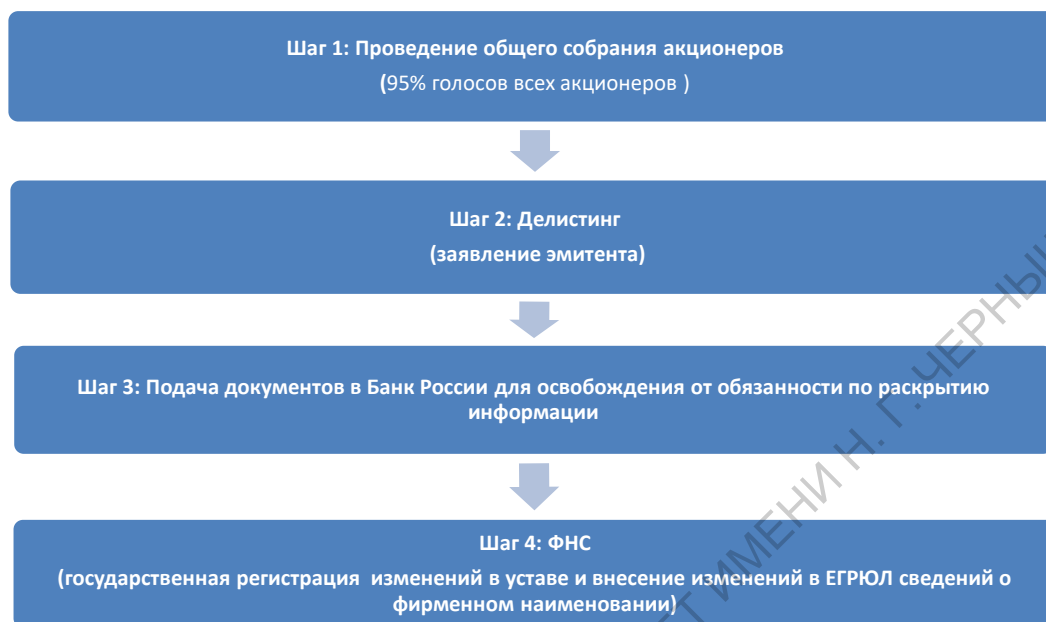 Шаг 1: Проведение общего собрания акционеров
(95% голосов всех акционеров )
Шаг 2: Делистинг
(заявление эмитента)
Шаг 3: Подача документов в Банк России для освобождения от обязанности по раскрытию
информации
Шаг 4: ФНС
(государственная регистрация изменений в уставе и внесение изменений в ЕГРЮЛ сведений о
фирменном наименовании)
ИМЕНИ Н. Г. ЧЕРНЫШ